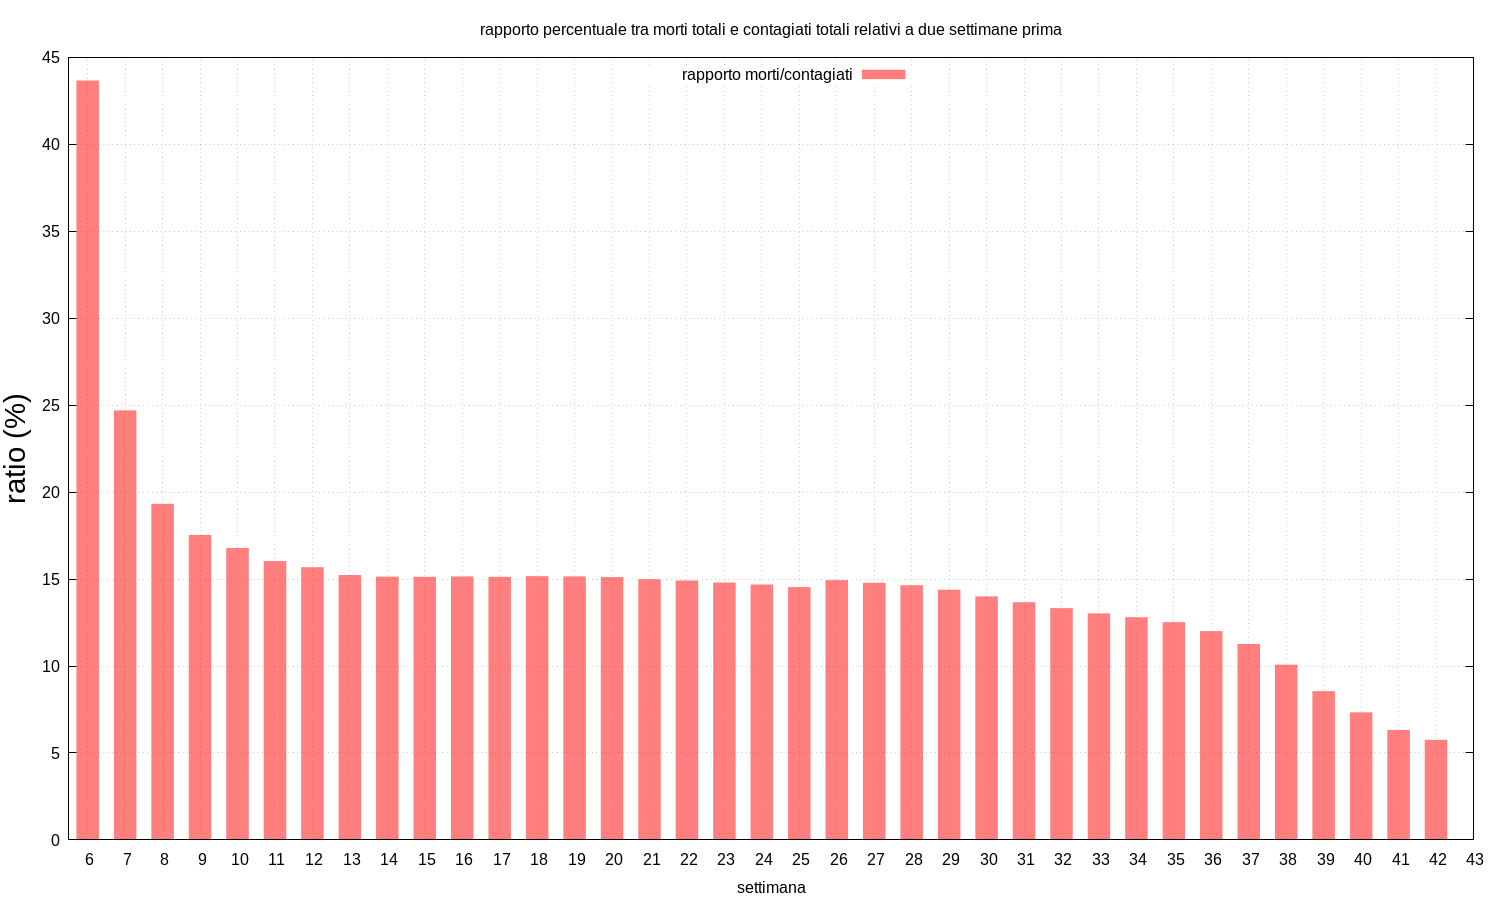 rapporto percentuale tra morti totali e contagiati totali relativi a due settimane prima
rapporto morti/contagiati
45
40
35
30
25
20
15
10
5
0
ratio (%)
6 7 8 9 10 11 12 13 14 15 16 17 18 19 20 21 22 23 24 25 26 27 28 29 30 31 32 33 34 35 36 37 38 39 40 41 42 43
settimana